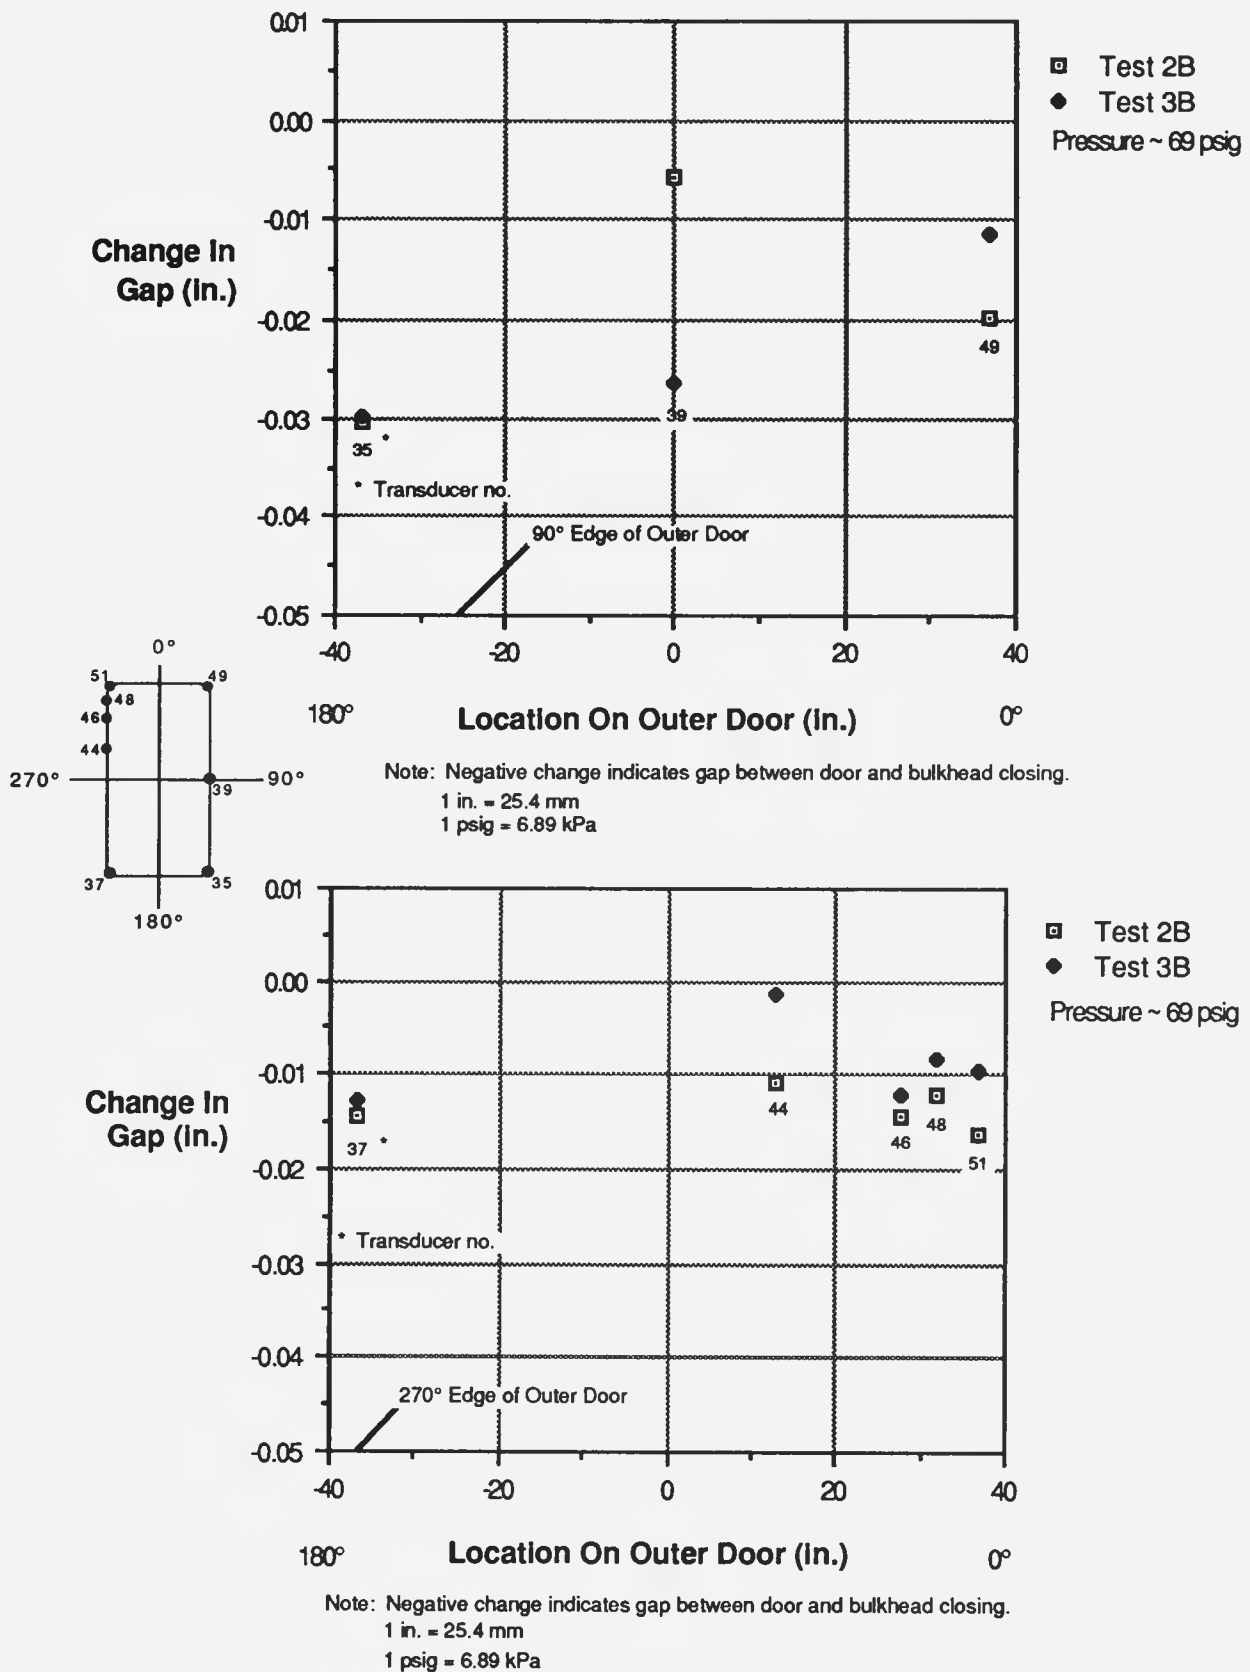 0.01
0.00
-0.01
-0.02
-0.03
-0.04
-0.05
Change In
Gap (in.)
Test 2B
Test 3B
Pressure ~ 69 psig
49
39
35 *
* Transducer no.
90° Edge of Outer Door
-40 -20 0 20 40
180° Location On Outer Door (in.) 0°
Note: Negative change indicates gap between door and bulkhead closing.
1 in. = 25.4 mm
1 psig = 6.89 kPa
0°
51 49
48
46
44
270° 90°
39
37 35
180°
0.01
0.00
-0.01
-0.02
-0.03
-0.04
-0.05
Change In
Gap (in.)
Test 2B
Test 3B
Pressure ~ 69 psig
44
48
46
37 *
51
* Transducer no.
270° Edge of Outer Door
-40 -20 0 20 40
180° Location On Outer Door (in.) 0°
Note: Negative change indicates gap between door and bulkhead closing.
1 in. = 25.4 mm
1 psig = 6.89 kPa